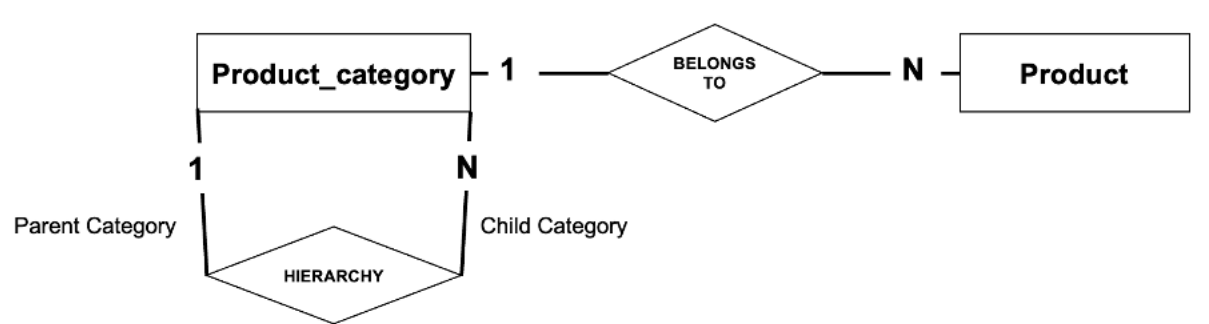 Product_category
1
BELONGS
TO
N
Product
1
N
Parent Category
Child Category
HIERARCHY